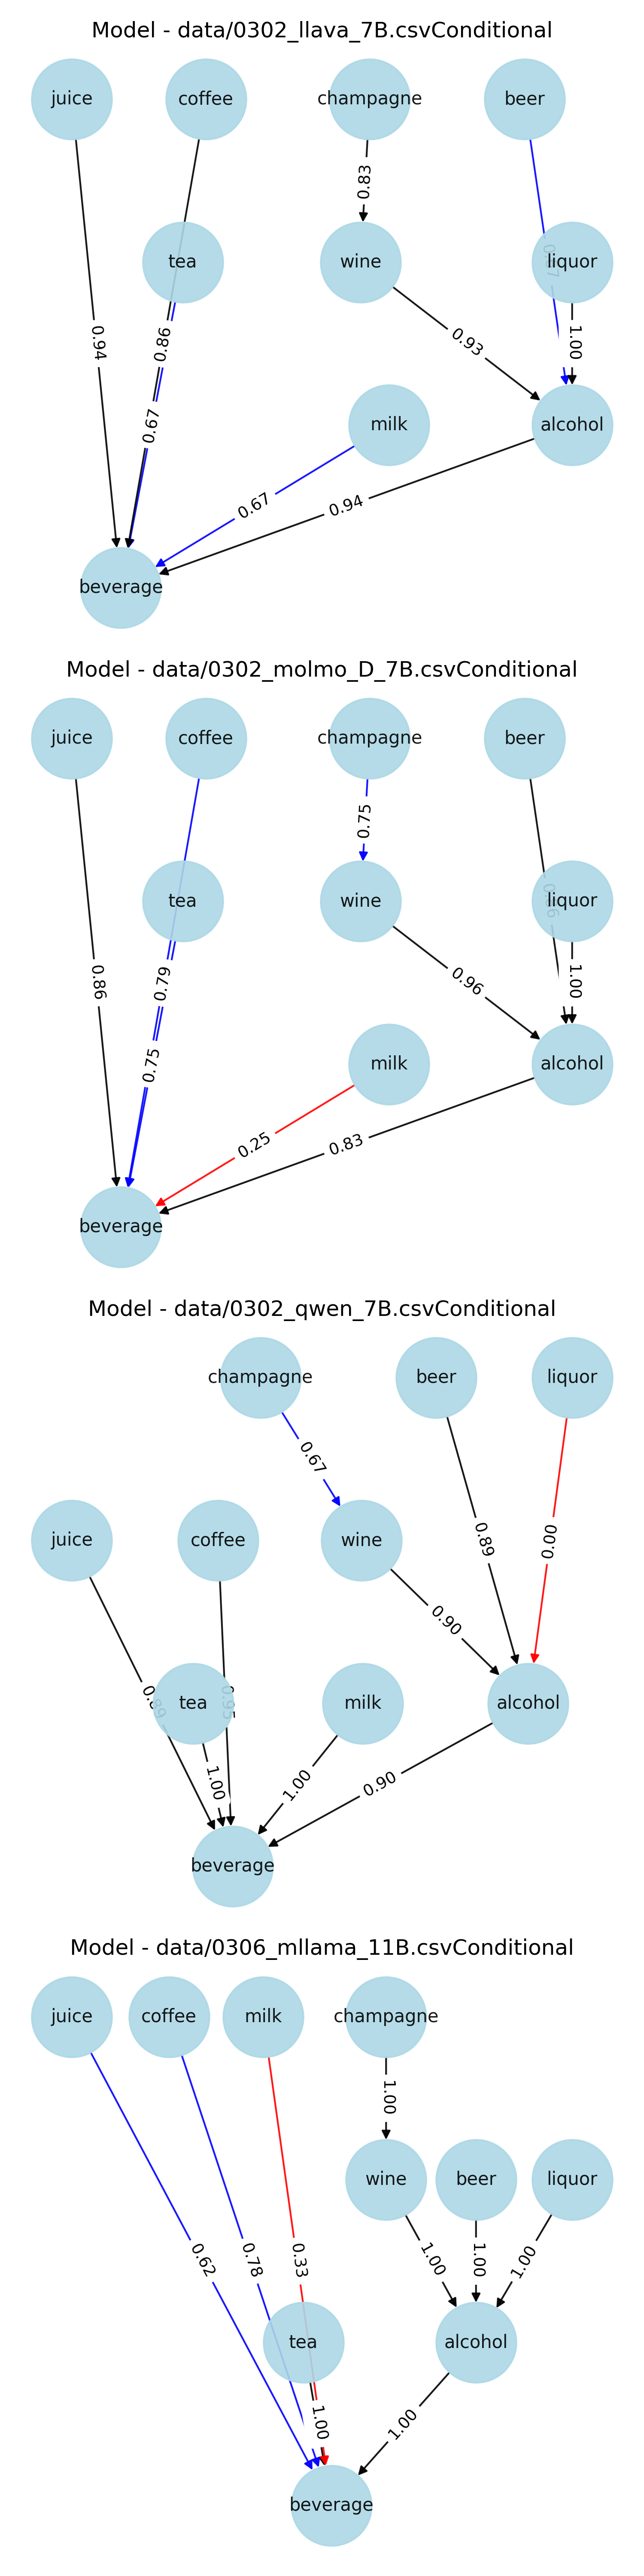 Model - data/0302_llava_7B.csvConditional
juice
coffee
champagne
beer
0.83
tea
wine
liquor
0.94
0.86
0.93
1.00
0.67
milk
alcohol
0.67
0.94
beverage
Model - data/0302_molmo_D_7B.csvConditional
juice
coffee
champagne
beer
0.75
tea
wine
liquor
0.86
0.79
0.96
1.00
0.75
milk
alcohol
0.25
0.83
beverage
Model - data/0302_qwen_7B.csvConditional
champagne
beer
liquor
0.67
juice
coffee
wine
0.89
0.00
0.90
0.89
tea
0.95
milk
alcohol
1.00
1.00
0.90
beverage
Model - data/0306_mllama_11B.csvConditional
juice
coffee
milk
champagne
1.00
wine
beer
liquor
0.62
0.78
0.33
1.00
1.00
1.00
tea
alcohol
1.00
1.00
beverage